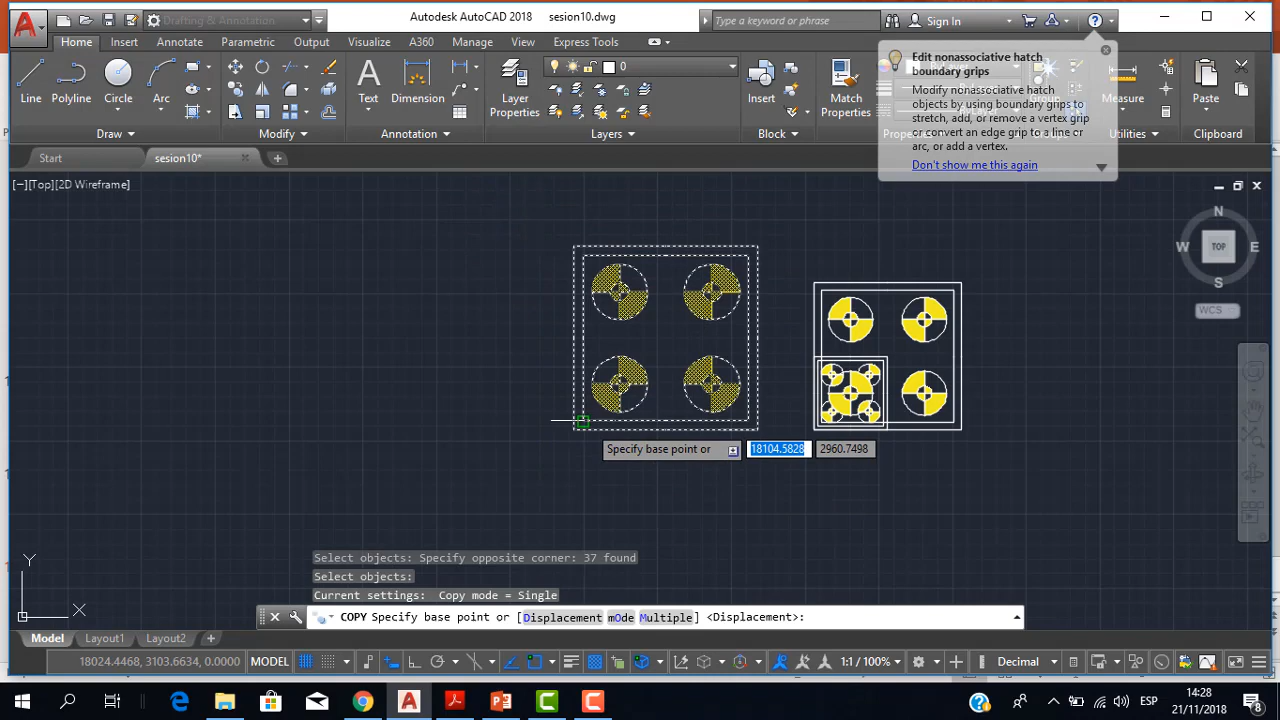 A
Drafting & Annotation
Autodesk AutoCAD 2018 sesion10.dwg
Type a keyword or phrase
Sign In
Home Insert Annotate Parametric Output Visualize A360 Manage View Express Tools
Line Polyline Circle Arc
Text Dimension
Layer Properties
0
Insert
Match Properties
Group
Measure
Paste
Draw Modify Annotation Layers Block Properties Utilities Clipboard
Edit nonassociative hatch
boundary grips
Modify nonassociative hatch
objects by using boundary grips to
stretch, add, or remove a vertex grip
or convert an edge grip to a line or
arc, or add a vertex.
Don't show me this again
Start sesion10*
[−][Top][2D Wireframe]
N
W TOP E
S
WCS
Specify base point or 18104.5828 2960.7498
Select objects: Specify opposite corner: 37 found
Select objects:
Current settings: Copy mode = Single
COPY Specify base point or [Displacement mOde Multiple] <Displacement>:
Y
X
Model Layout1 Layout2 +
18024.4468, 3103.6634, 0.0000 MODEL 1:1 / 100% Decimal
ESP
14:28
21/11/2018
8